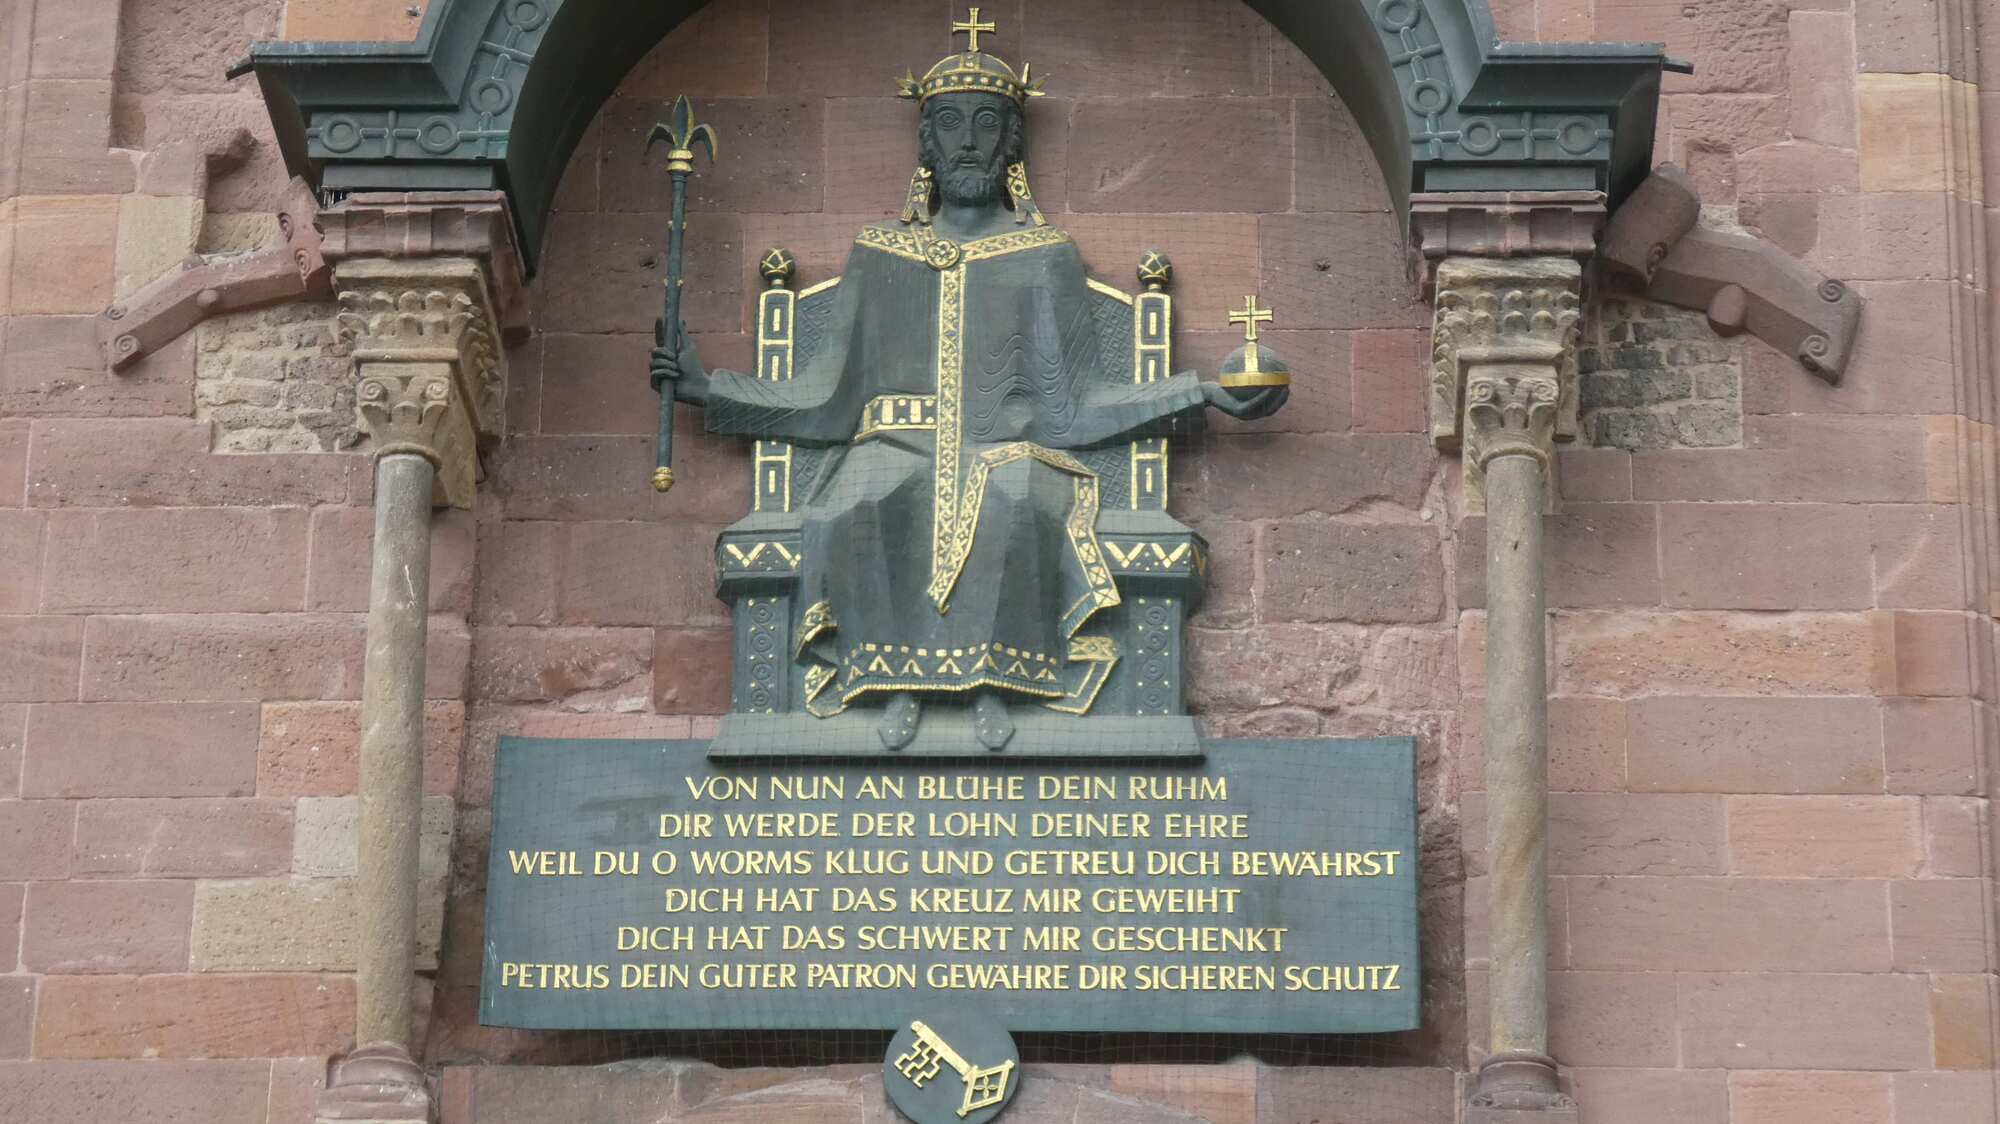 VON NUN AN BLÜHE DEIN RUHM
DIR WERDE DER LOHN DEINER EHRE
WEIL DU O WORMS KLUG UND GETREU DICH BEWÄHRST
DICH HAT DAS KREUZ MIR GEWEIHT
DICH HAT DAS SCHWERT MIR GESCHENKT
PETRUS DEIN GUTER PATRON GEWÄHRE DIR SICHEREN SCHUTZ